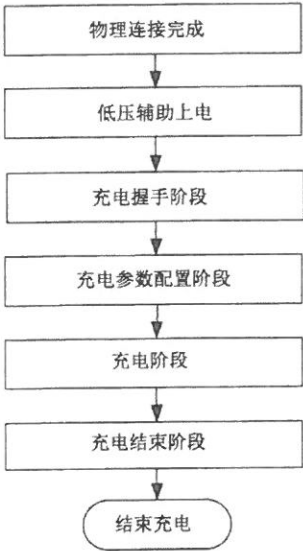 物理连接完成
低压辅助上电
充电握手阶段
充电参数配置阶段
充电阶段
充电结束阶段
结束充电